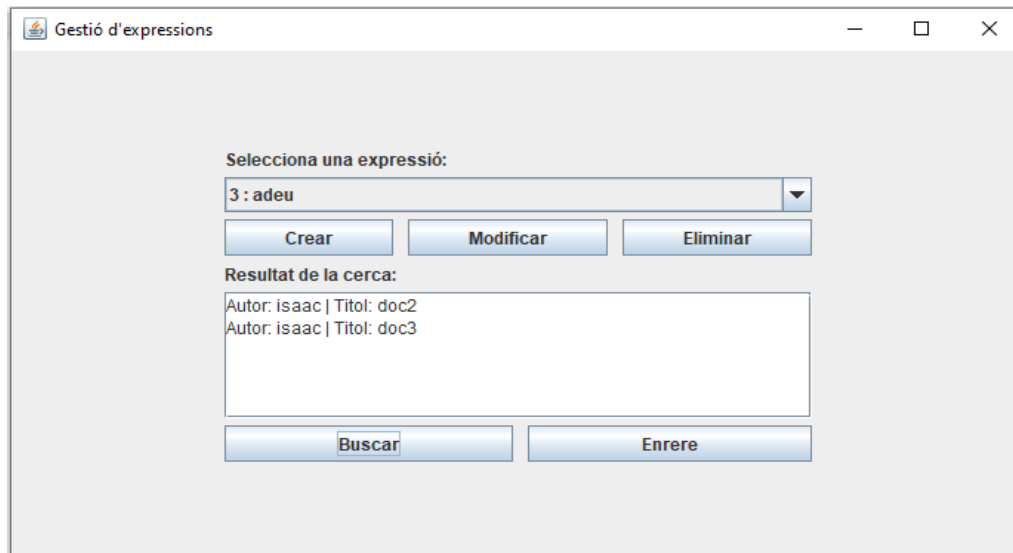 Gestió d'expressions
Selecciona una expressió:
3 : adeu
Crear Modificar Eliminar
Resultat de la cerca:
Autor: isaac | Titol: doc2
Autor: isaac | Titol: doc3
Buscar Enrere